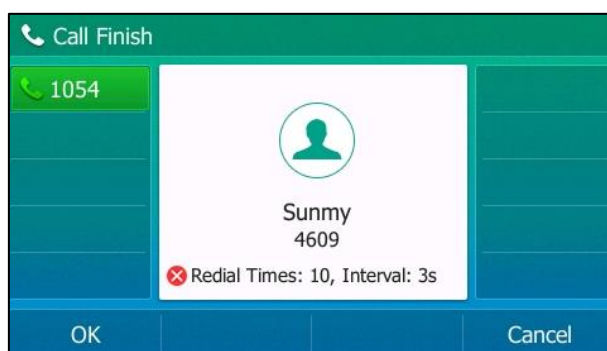 Call Finish
1054
Sunmy
4609
Redial Times: 10, Interval: 3s
OK
Cancel